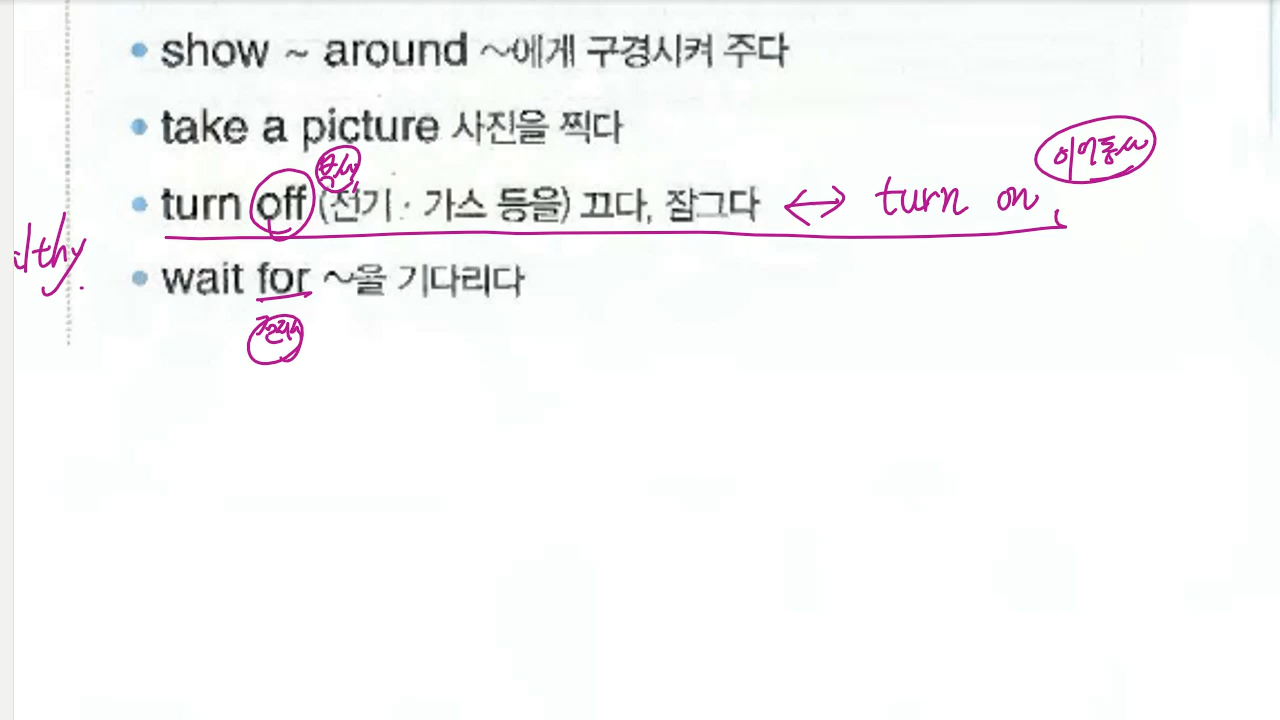 • show ~ around ~에게 구경시켜 주다
• take a picture 사진을 찍다
이어동사
부사
• turn off (전기 · 가스 등을) 끄다, 잠그다 ↔ turn on
lthy.
• wait for ~을 기다리다
전치사